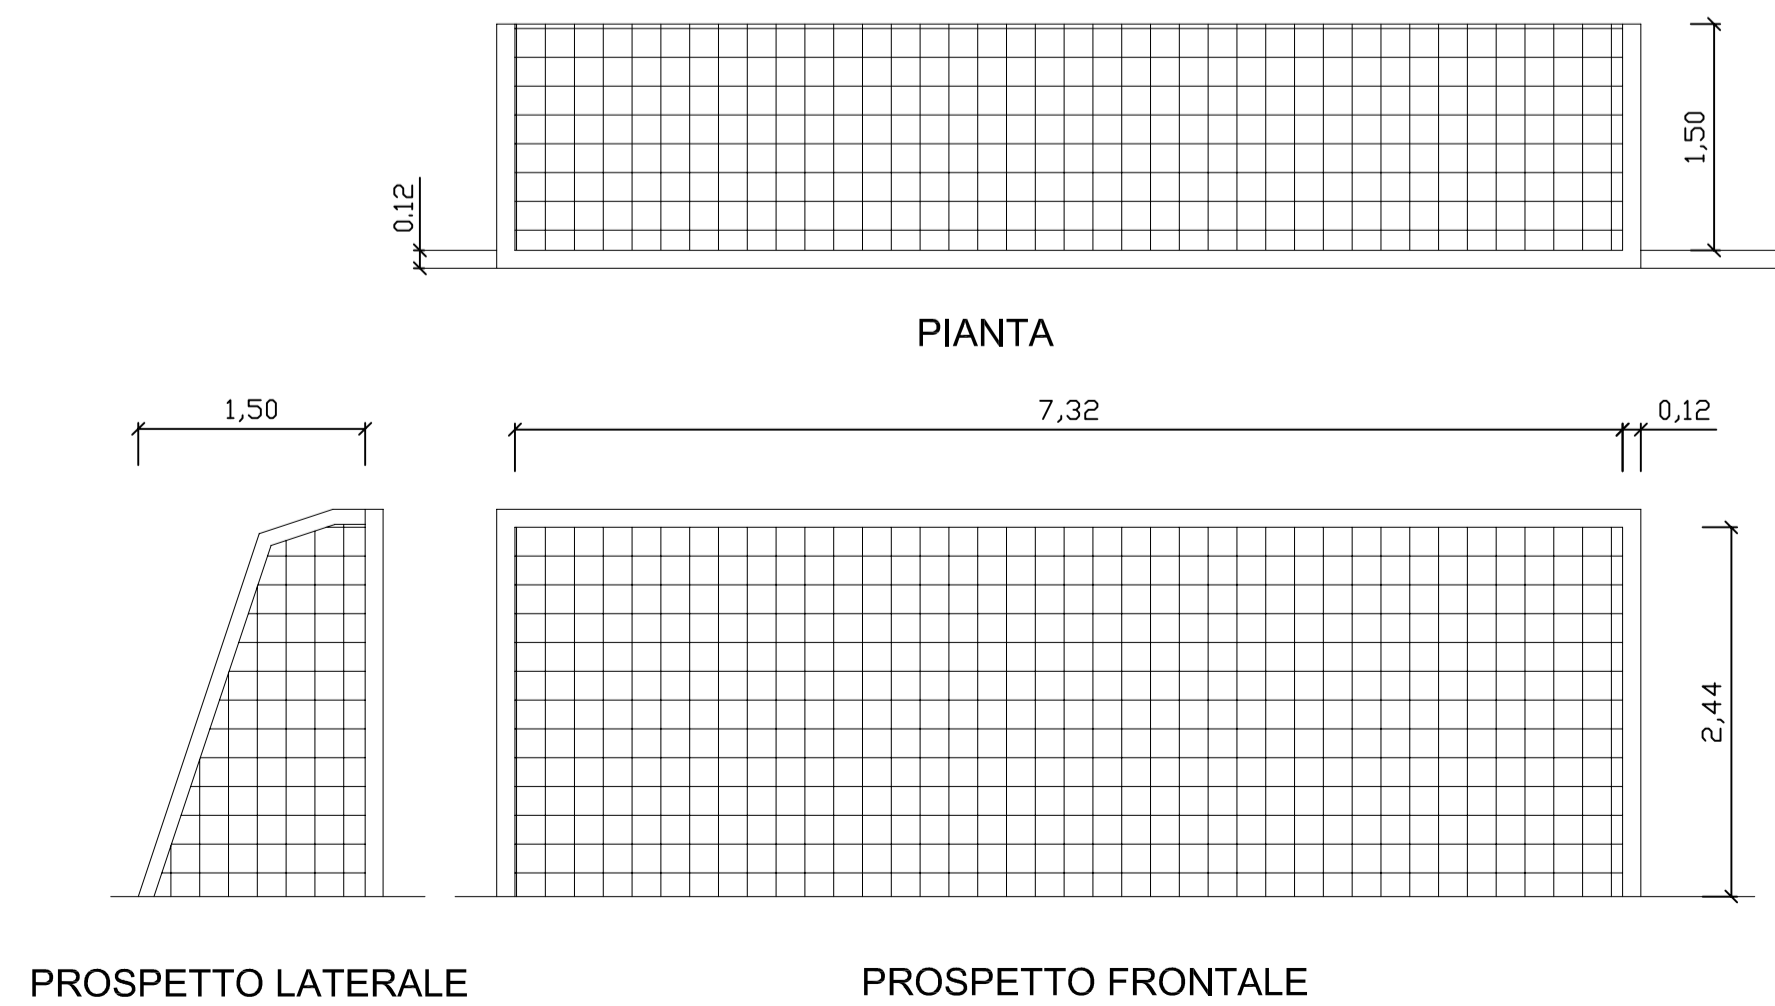 1,50
0.12
PIANTA
1,50
7,32
0,12
2,44
PROSPETTO LATERALE
PROSPETTO FRONTALE